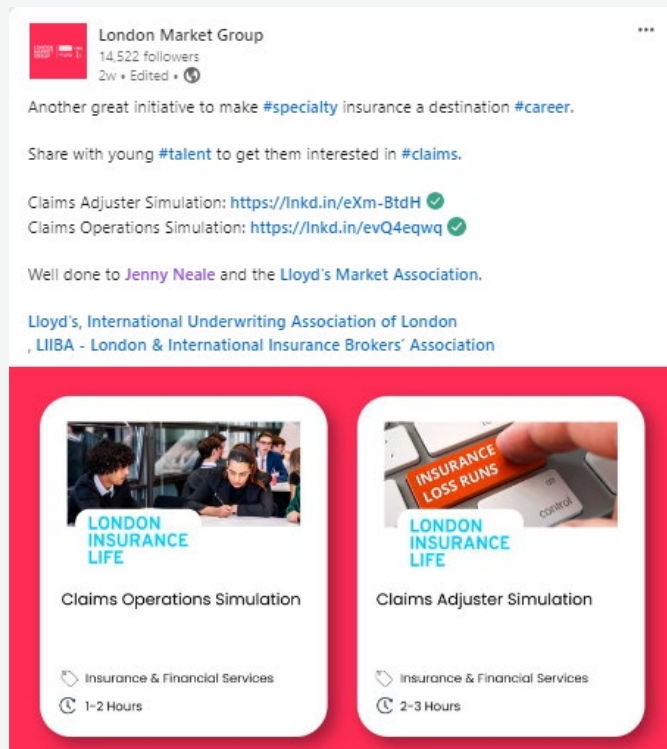 London Market Group
14,522 followers
2w • Edited •
Another great initiative to make #specialty insurance a destination #career.
Share with young #talent to get them interested in #claims.
Claims Adjuster Simulation: https://lnkd.in/eXm-BtdH
Claims Operations Simulation: https://lnkd.in/evQ4eqwq
Well done to Jenny Neale and the Lloyd's Market Association.
Lloyd's, International Underwriting Association of London
, LIIBA - London & International Insurance Brokers' Association
LONDON
INSURANCE
LIFE
Claims Operations Simulation
Insurance & Financial Services
1-2 Hours
INSURANCE
LOSS RUNS
control
LONDON
INSURANCE
LIFE
Claims Adjuster Simulation
Insurance & Financial Services
2-3 Hours